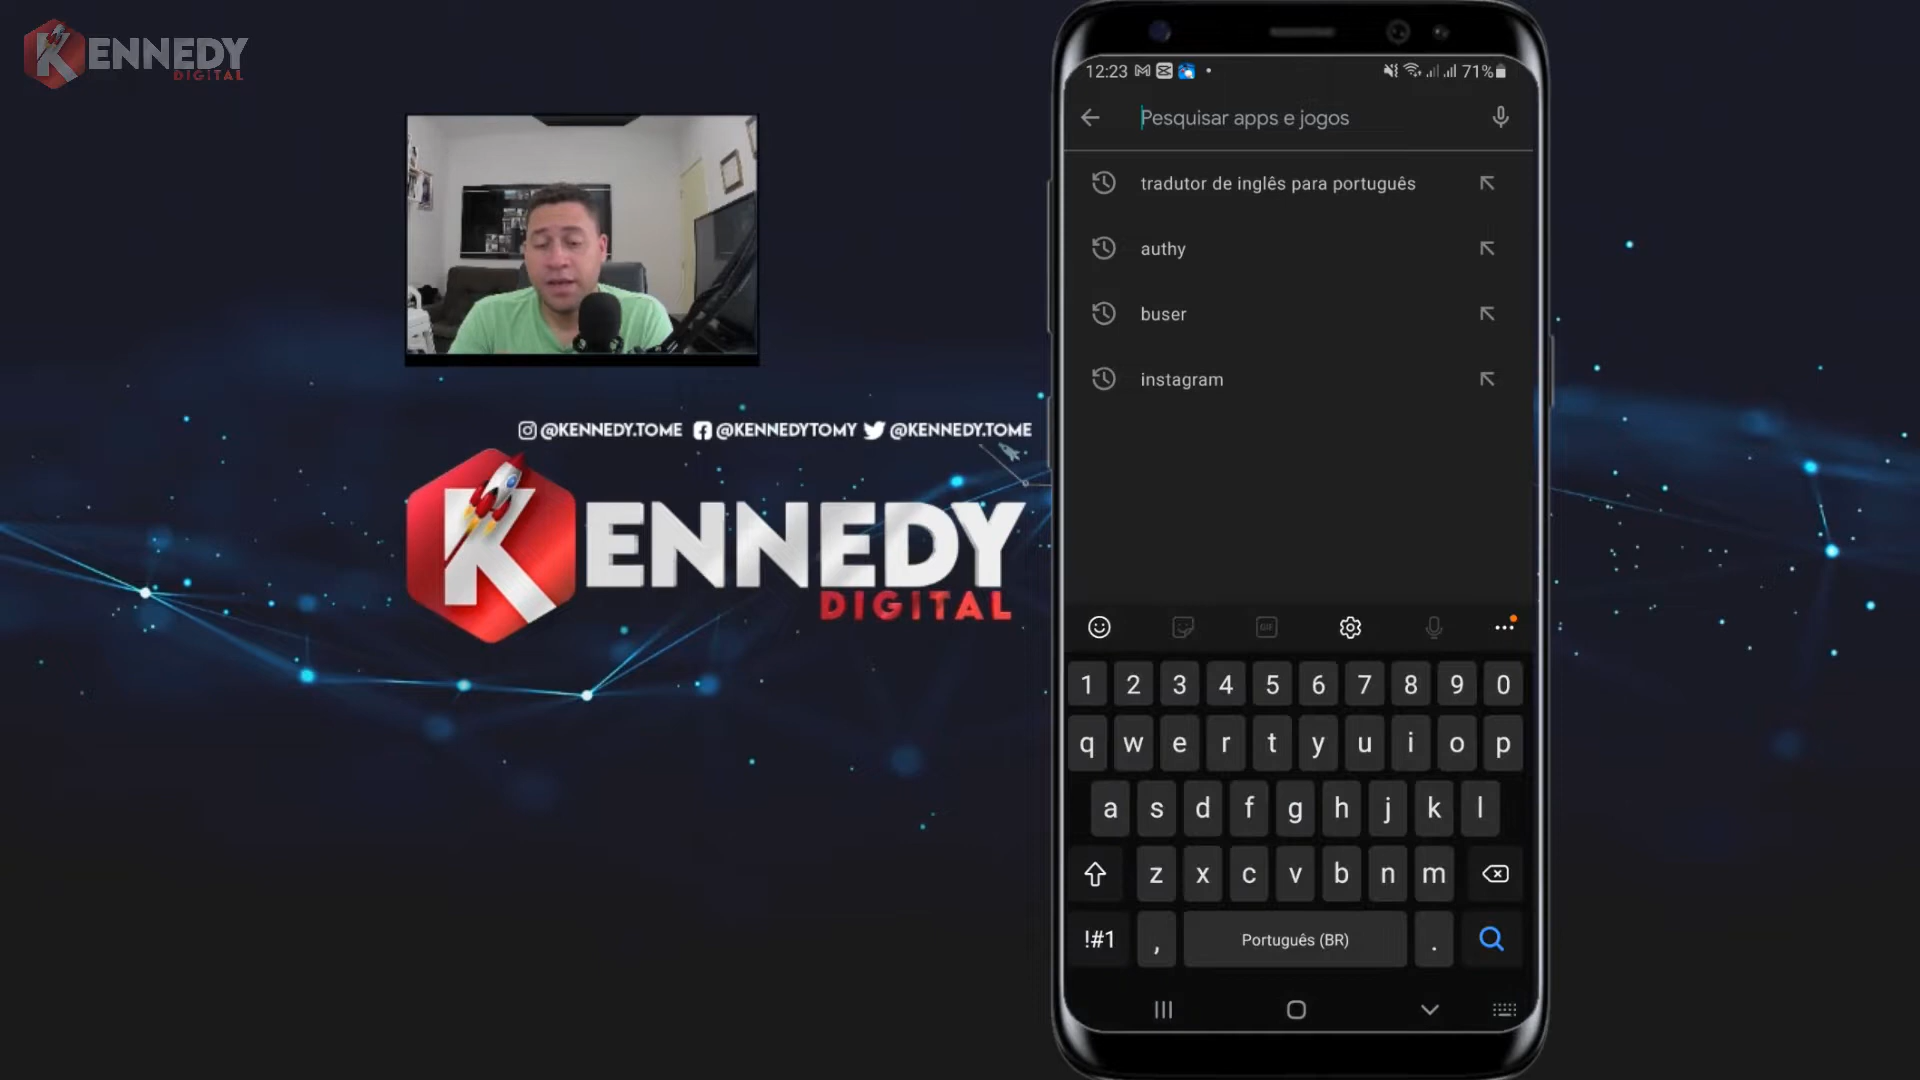 KENNEDY
DIGITAL
@KENNEDY.TOME @KENNEDYTOMY @KENNEDY.TOME
KENNEDY
DIGITAL
12:23 71%
Pesquisar apps e jogos
tradutor de inglês para português
authy
buser
instagram
GIF
1 2 3 4 5 6 7 8 9 0
q w e r t y u i o p
a s d f g h j k l
z x c v b n m
!#1 , Português (BR) .